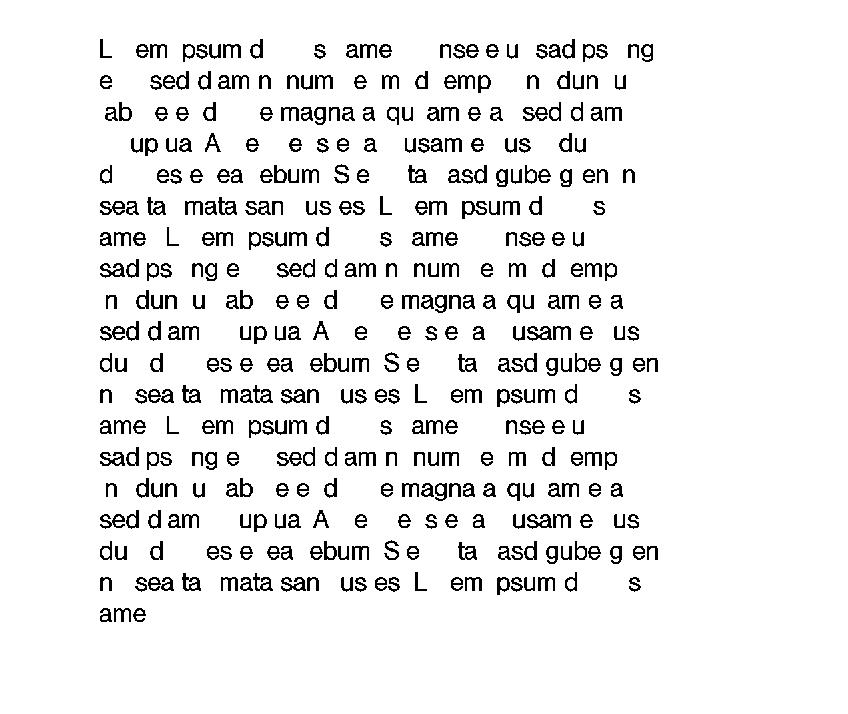 L em psum d s ame nse e u sad ps ng
e sed d am n num e m d emp n dun u
ab e e d e magna a qu am e a sed d am
up ua A e e s e a usam e us du
d es e ea ebum S e ta asd gube g en n
sea ta mata san us es L em psum d s
ame L em psum d s ame nse e u
sad ps ng e sed d am n num e m d emp
n dun u ab e e d e magna a qu am e a
sed d am up ua A e e s e a usam e us
du d es e ea ebum S e ta asd gube g en
n sea ta mata san us es L em psum d s
ame L em psum d s ame nse e u
sad ps ng e sed d am n num e m d emp
n dun u ab e e d e magna a qu am e a
sed d am up ua A e e s e a usam e us
du d es e ea ebum S e ta asd gube g en
n sea ta mata san us es L em psum d s
ame